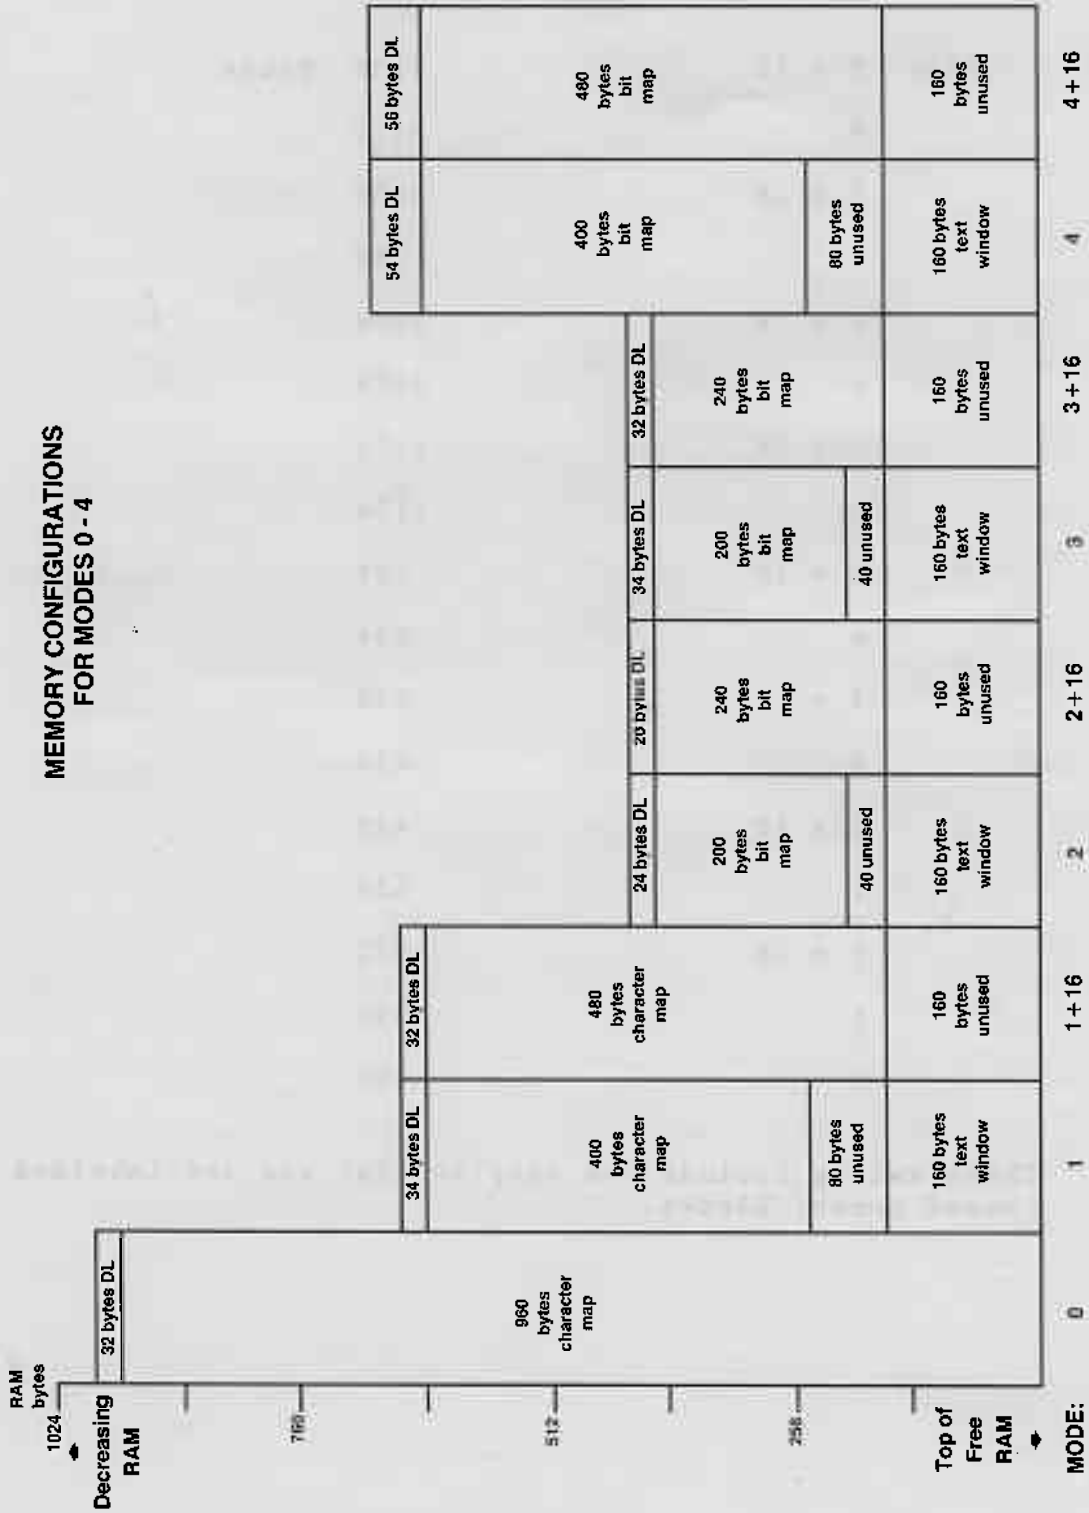 MEMORY CONFIGURATIONS
FOR MODES 0 - 4
RAM
bytes
1024
Decreasing
RAM
768
512
256
Top of
Free
RAM
MODE:
32 bytes DL
960
bytes
character
map
0
34 bytes DL
400
bytes
character
map
80 bytes
unused
160 bytes
text
window
1
32 bytes DL
480
bytes
character
map
160
bytes
unused
1 + 16
24 bytes DL
200
bytes
bit
map
40 unused
160 bytes
text
window
2
20 bytes DL
240
bytes
bit
map
160
bytes
unused
2 + 16
34 bytes DL
200
bytes
bit
map
40 unused
160 bytes
text
window
3
32 bytes DL
240
bytes
bit
map
160
bytes
unused
3 + 16
54 bytes DL
400
bytes
bit
map
80 bytes
unused
160 bytes
text
window
4
56 bytes DL
480
bytes
bit
map
160
bytes
unused
4 + 16